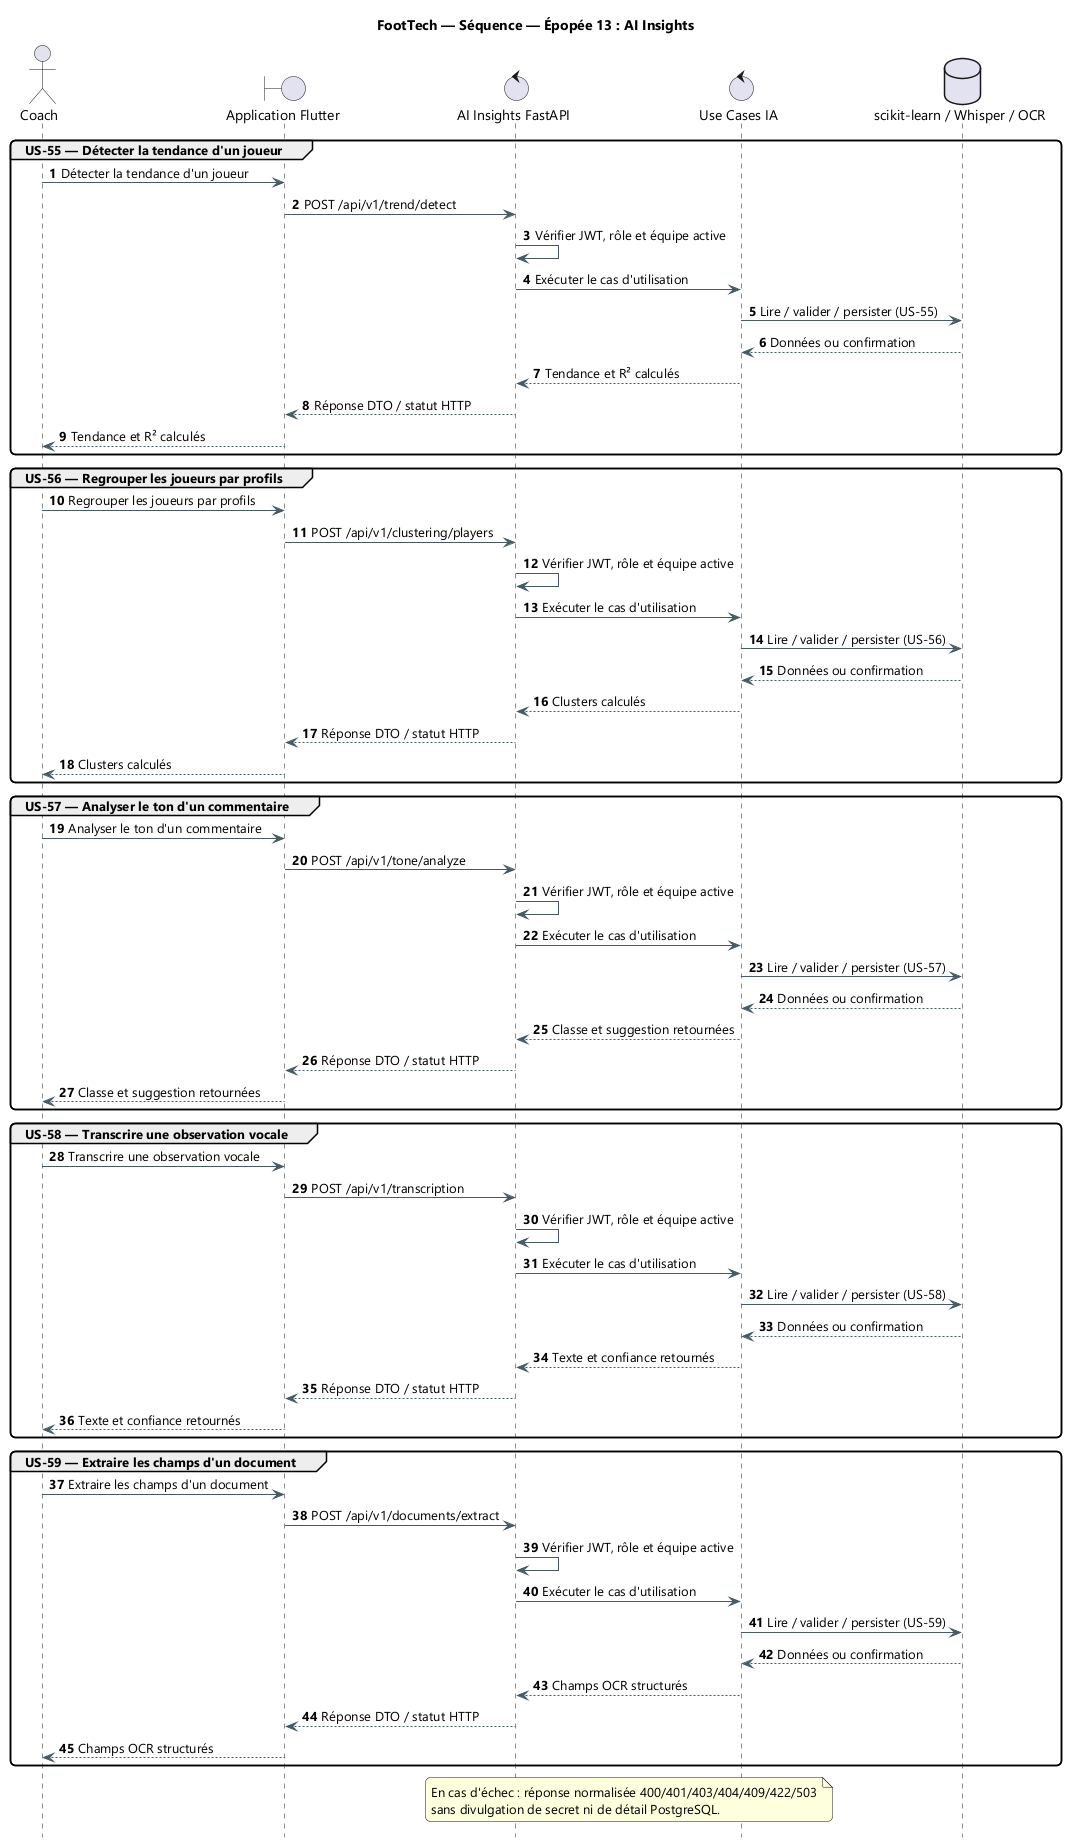 FootTech — Séquence — Épopée 13 : AI Insights
Coach
Application Flutter
AI Insights FastAPI
Use Cases IA
scikit-learn / Whisper / OCR
US-55 — Détecter la tendance d'un joueur
1 Détecter la tendance d'un joueur
2 POST /api/v1/trend/detect
3 Vérifier JWT, rôle et équipe active
4 Exécuter le cas d'utilisation
5 Lire / valider / persister (US-55)
6 Données ou confirmation
7 Tendance et R² calculés
8 Réponse DTO / statut HTTP
9 Tendance et R² calculés
US-56 — Regrouper les joueurs par profils
10 Regrouper les joueurs par profils
11 POST /api/v1/clustering/players
12 Vérifier JWT, rôle et équipe active
13 Exécuter le cas d'utilisation
14 Lire / valider / persister (US-56)
15 Données ou confirmation
16 Clusters calculés
17 Réponse DTO / statut HTTP
18 Clusters calculés
US-57 — Analyser le ton d'un commentaire
19 Analyser le ton d'un commentaire
20 POST /api/v1/tone/analyze
21 Vérifier JWT, rôle et équipe active
22 Exécuter le cas d'utilisation
23 Lire / valider / persister (US-57)
24 Données ou confirmation
25 Classe et suggestion retournées
26 Réponse DTO / statut HTTP
27 Classe et suggestion retournées
US-58 — Transcrire une observation vocale
28 Transcrire une observation vocale
29 POST /api/v1/transcription
30 Vérifier JWT, rôle et équipe active
31 Exécuter le cas d'utilisation
32 Lire / valider / persister (US-58)
33 Données ou confirmation
34 Texte et confiance retournés
35 Réponse DTO / statut HTTP
36 Texte et confiance retournés
US-59 — Extraire les champs d'un document
37 Extraire les champs d'un document
38 POST /api/v1/documents/extract
39 Vérifier JWT, rôle et équipe active
40 Exécuter le cas d'utilisation
41 Lire / valider / persister (US-59)
42 Données ou confirmation
43 Champs OCR structurés
44 Réponse DTO / statut HTTP
45 Champs OCR structurés
En cas d'échec : réponse normalisée 400/401/403/404/409/422/503
sans divulgation de secret ni de détail PostgreSQL.